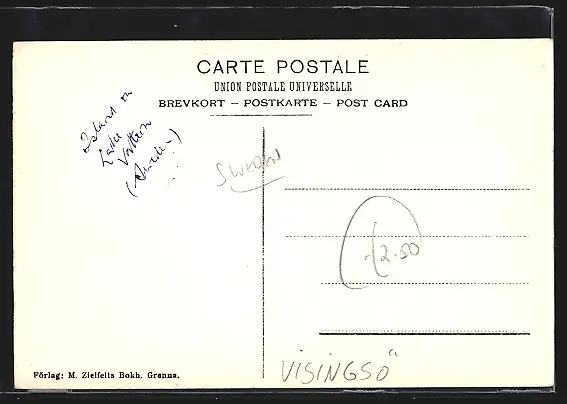 CARTE POSTALE
UNION POSTALE UNIVERSELLE
BREVKORT – POSTKARTE – POST CARD
Island on
Lake
Vattern
(Sweden)
SWEDEN
2.50
VISINGSÖ
Förlag: M. Zielfelts Bokh. Grenna.